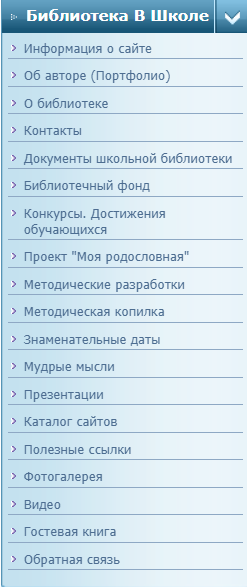 Библиотека В Школе
Информация о сайте
Об авторе (Портфолио)
О библиотеке
Контакты
Документы школьной библиотеки
Библиотечный фонд
Конкурсы. Достижения
обучающихся
Проект "Моя родословная"
Методические разработки
Методическая копилка
Знаменательные даты
Мудрые мысли
Презентации
Каталог сайтов
Полезные ссылки
Фотогалерея
Видео
Гостевая книга
Обратная связь